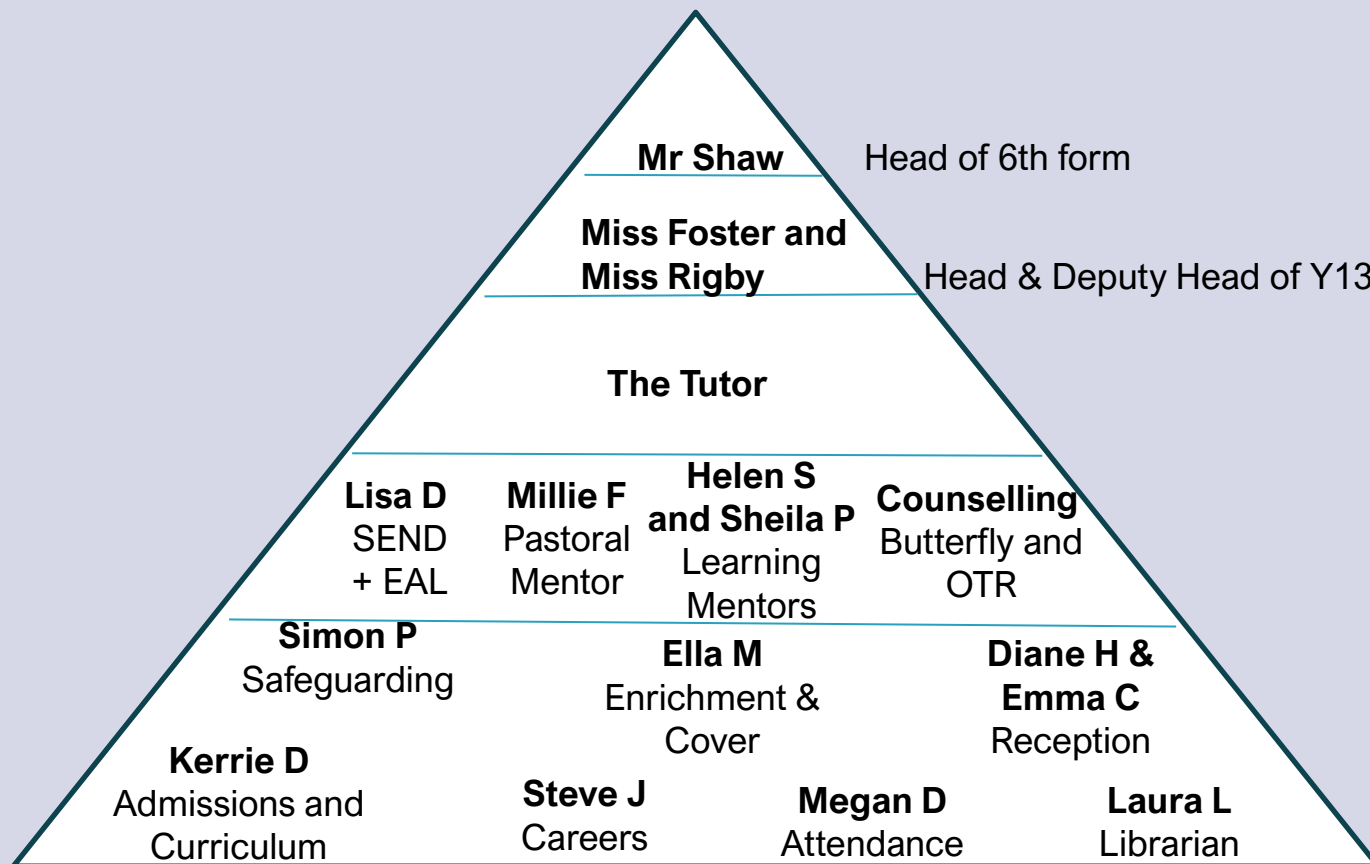 Mr Shaw
Head of 6th form
Miss Foster and
Miss Rigby
Head & Deputy Head of Y13
The Tutor
Lisa D
SEND
+ EAL
Millie F
Pastoral
Mentor
Helen S
and Sheila P
Learning
Mentors
Counselling
Butterfly and
OTR
Simon P
Safeguarding
Ella M
Enrichment &
Cover
Diane H &
Emma C
Reception
Kerrie D
Admissions and
Curriculum
Steve J
Careers
Megan D
Attendance
Laura L
Librarian